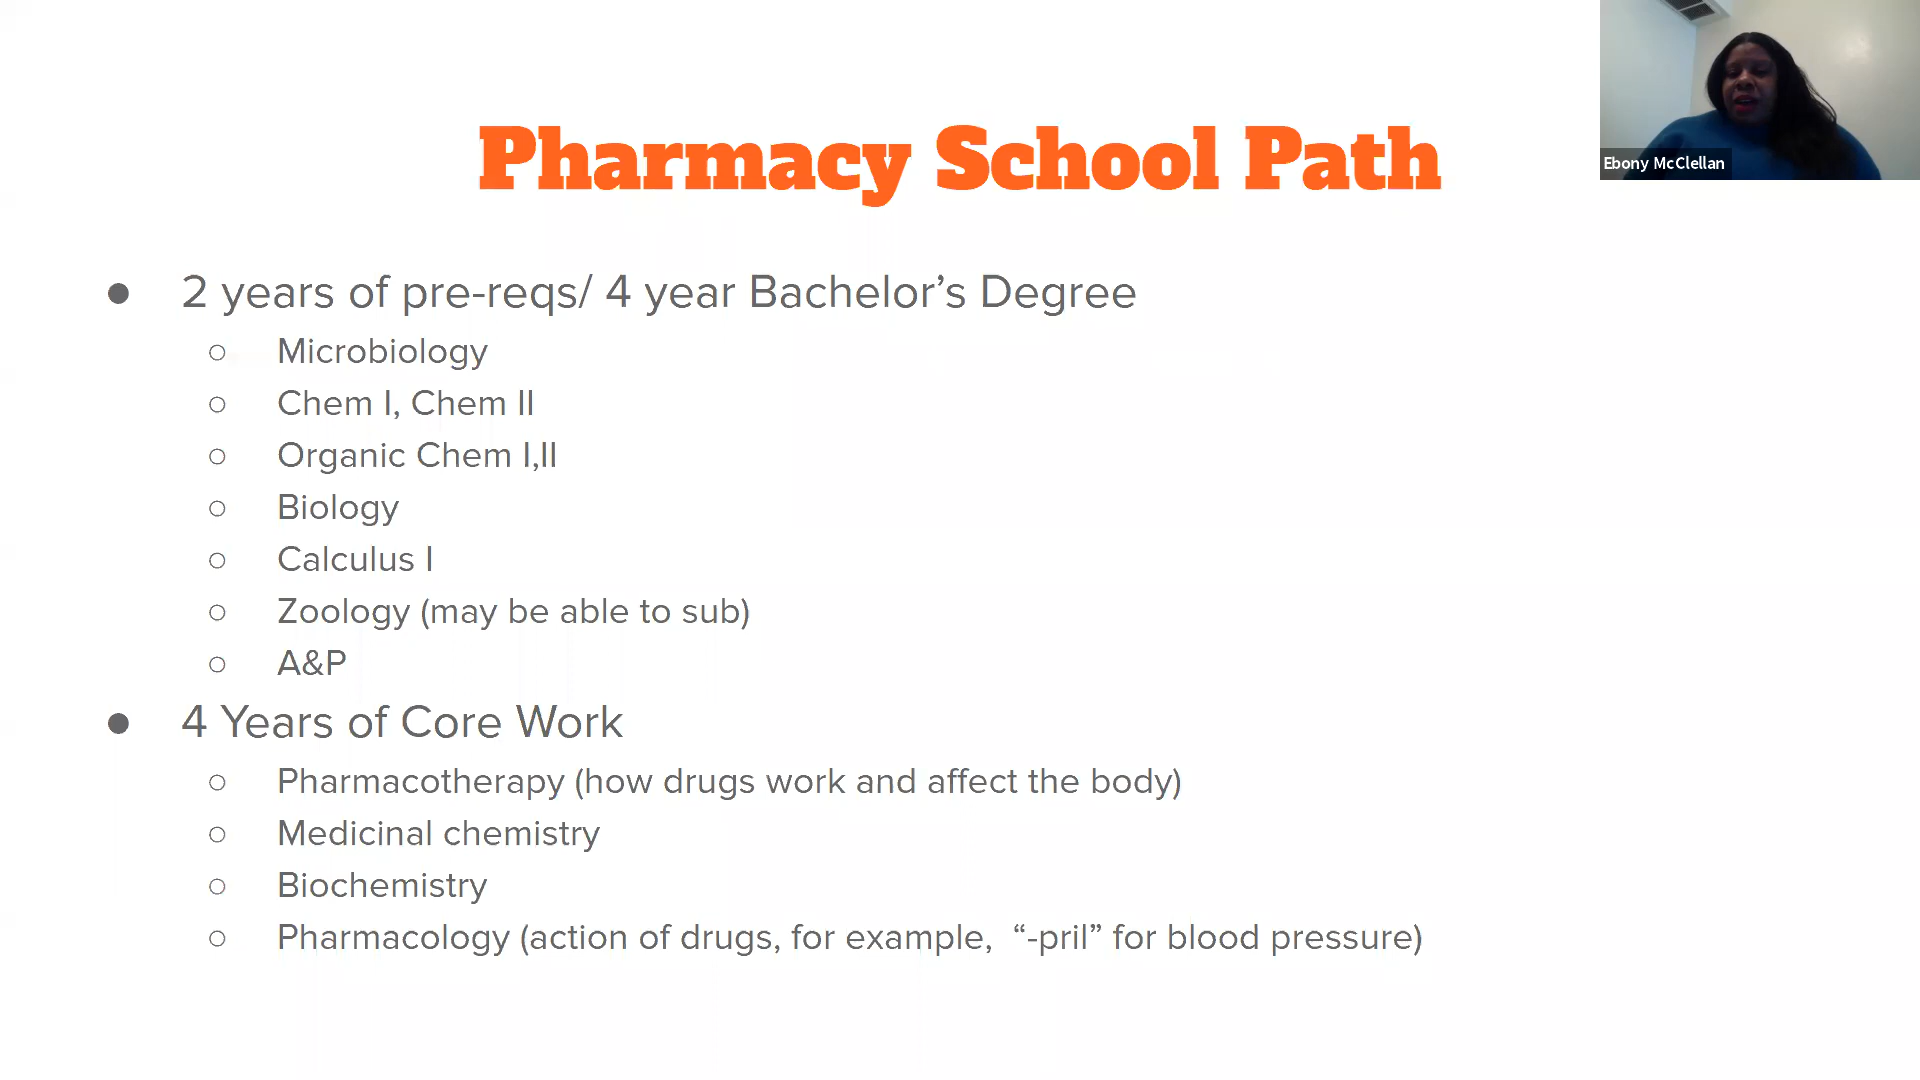 Pharmacy School Path
Ebony McClellan
● 2 years of pre-reqs/ 4 year Bachelor’s Degree
○ Microbiology
○ Chem I, Chem II
○ Organic Chem I,II
○ Biology
○ Calculus I
○ Zoology (may be able to sub)
○ A&P
● 4 Years of Core Work
○ Pharmacotherapy (how drugs work and affect the body)
○ Medicinal chemistry
○ Biochemistry
○ Pharmacology (action of drugs, for example,  “-pril” for blood pressure)